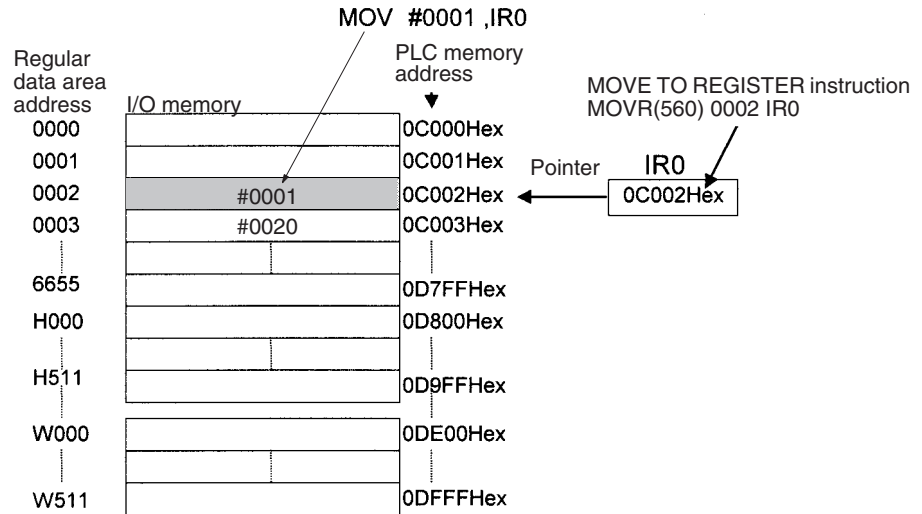 MOV #0001 ,IR0
Regular
data area
address
I/O memory
PLC memory
address
MOVE TO REGISTER instruction
MOVR(560) 0002 IR0
0000
0C000Hex
0001
0C001Hex
Pointer
IR0
0002
#0001
0C002Hex
0C002Hex
0003
#0020
0C003Hex
6655
0D7FFHex
H000
0D800Hex
H511
0D9FFHex
W000
0DE00Hex
W511
0DFFFHex